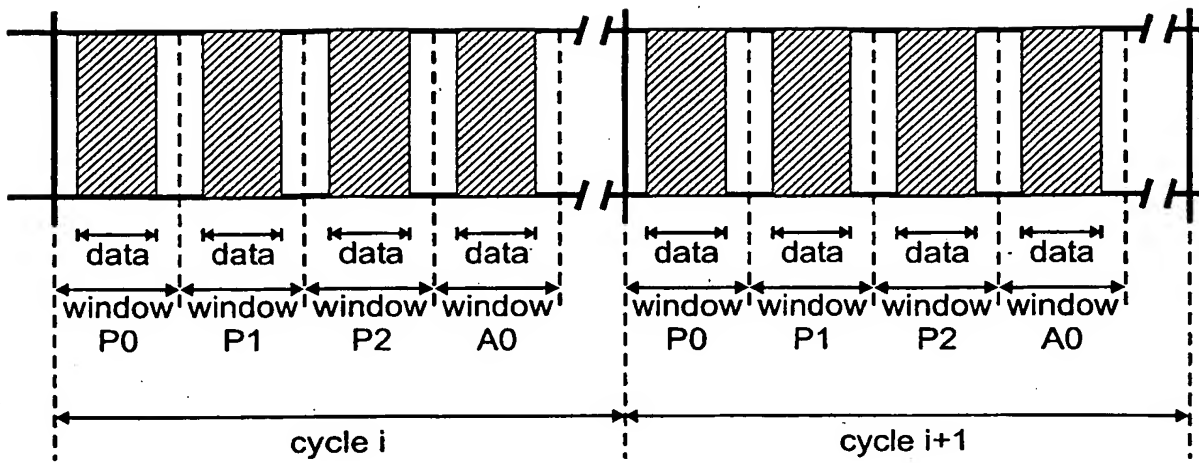 data data data data data data data data
window window window window window window window window
P0 P1 P2 A0 P0 P1 P2 A0
cycle i cycle i+1